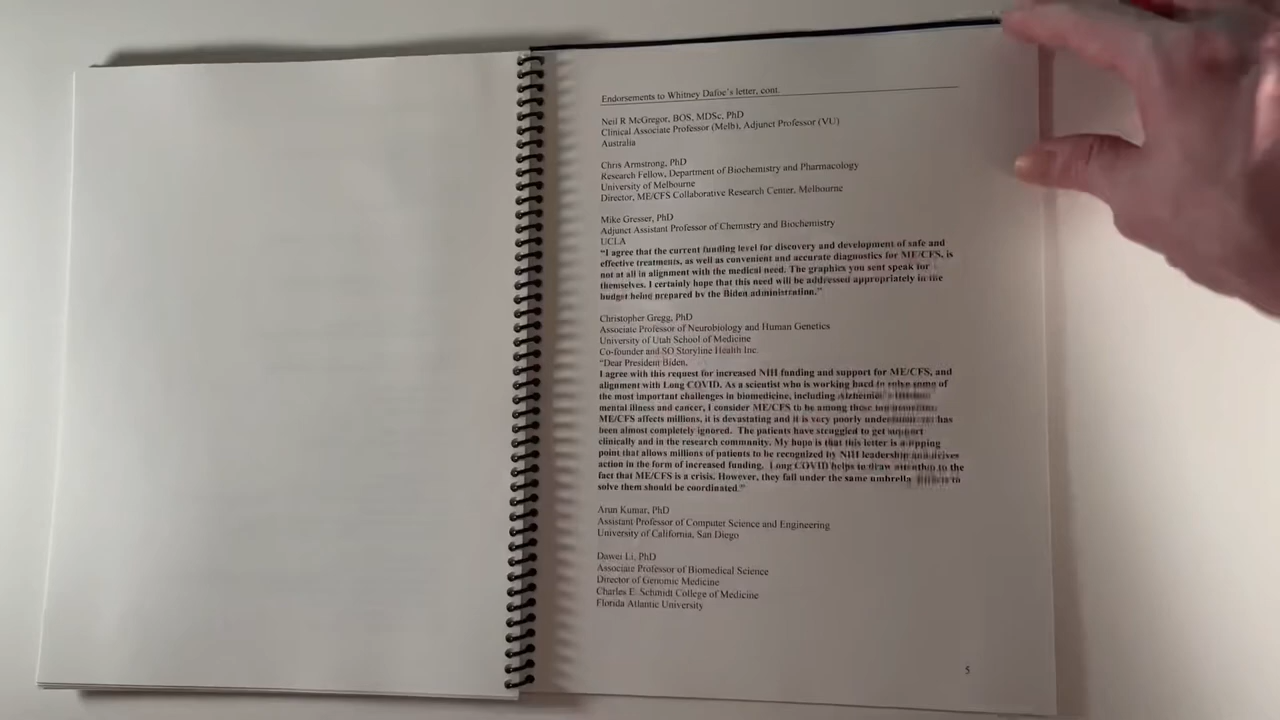 Endorsements to Whitney Dafoe's letter, cont.
Neil R McGregor, BOS, MDSc, PhD
Clinical Associate Professor (Melb), Adjunct Professor (VU)
Australia
Chris Armstrong, PhD
Research Fellow, Department of Biochemistry and Pharmacology
University of Melbourne
Director, ME/CFS Collaborative Research Center, Melbourne
Mike Gresser, PhD
Adjunct Assistant Professor of Chemistry and Biochemistry
UCLA
"I agree that the current funding level for discovery and development of safe and
effective treatments, as well as convenient and accurate diagnostics for ME/CFS, is
not at all in alignment with the medical need. The graphics you sent speak for
themselves. I certainly hope that this need will be addressed appropriately in the
budget being prepared by the Biden administration."
Christopher Gregg, PhD
Associate Professor of Neurobiology and Human Genetics
University of Utah School of Medicine
Co-founder and SO Storyline Health Inc.
"Dear President Biden,
I agree with this request for increased NIH funding and support for ME/CFS, and
alignment with Long COVID. As a scientist who is working hard to solve some of
the most important challenges in biomedicine, including
mental illness and cancer, I consider ME/CFS to be among these
ME/CFS affects millions, it is devastating and it is very poorly has
been almost completely ignored. The patients have struggled to get support
clinically and in the research community. My hope is that this letter is a
point that allows millions of patients to be recognized by NIH leadership and drives
action in the form of increased funding. Long COVID helps to draw attention to the
fact that ME/CFS is a crisis. However, they fall under the same umbrella to
solve them should be coordinated."
Arun Kumar, PhD
Assistant Professor of Computer Science and Engineering
University of California, San Diego
Dawei Li, PhD
Associate Professor of Biomedical Science
Director of Genomic Medicine
Charles E. Schmidt College of Medicine
Florida Atlantic University
5